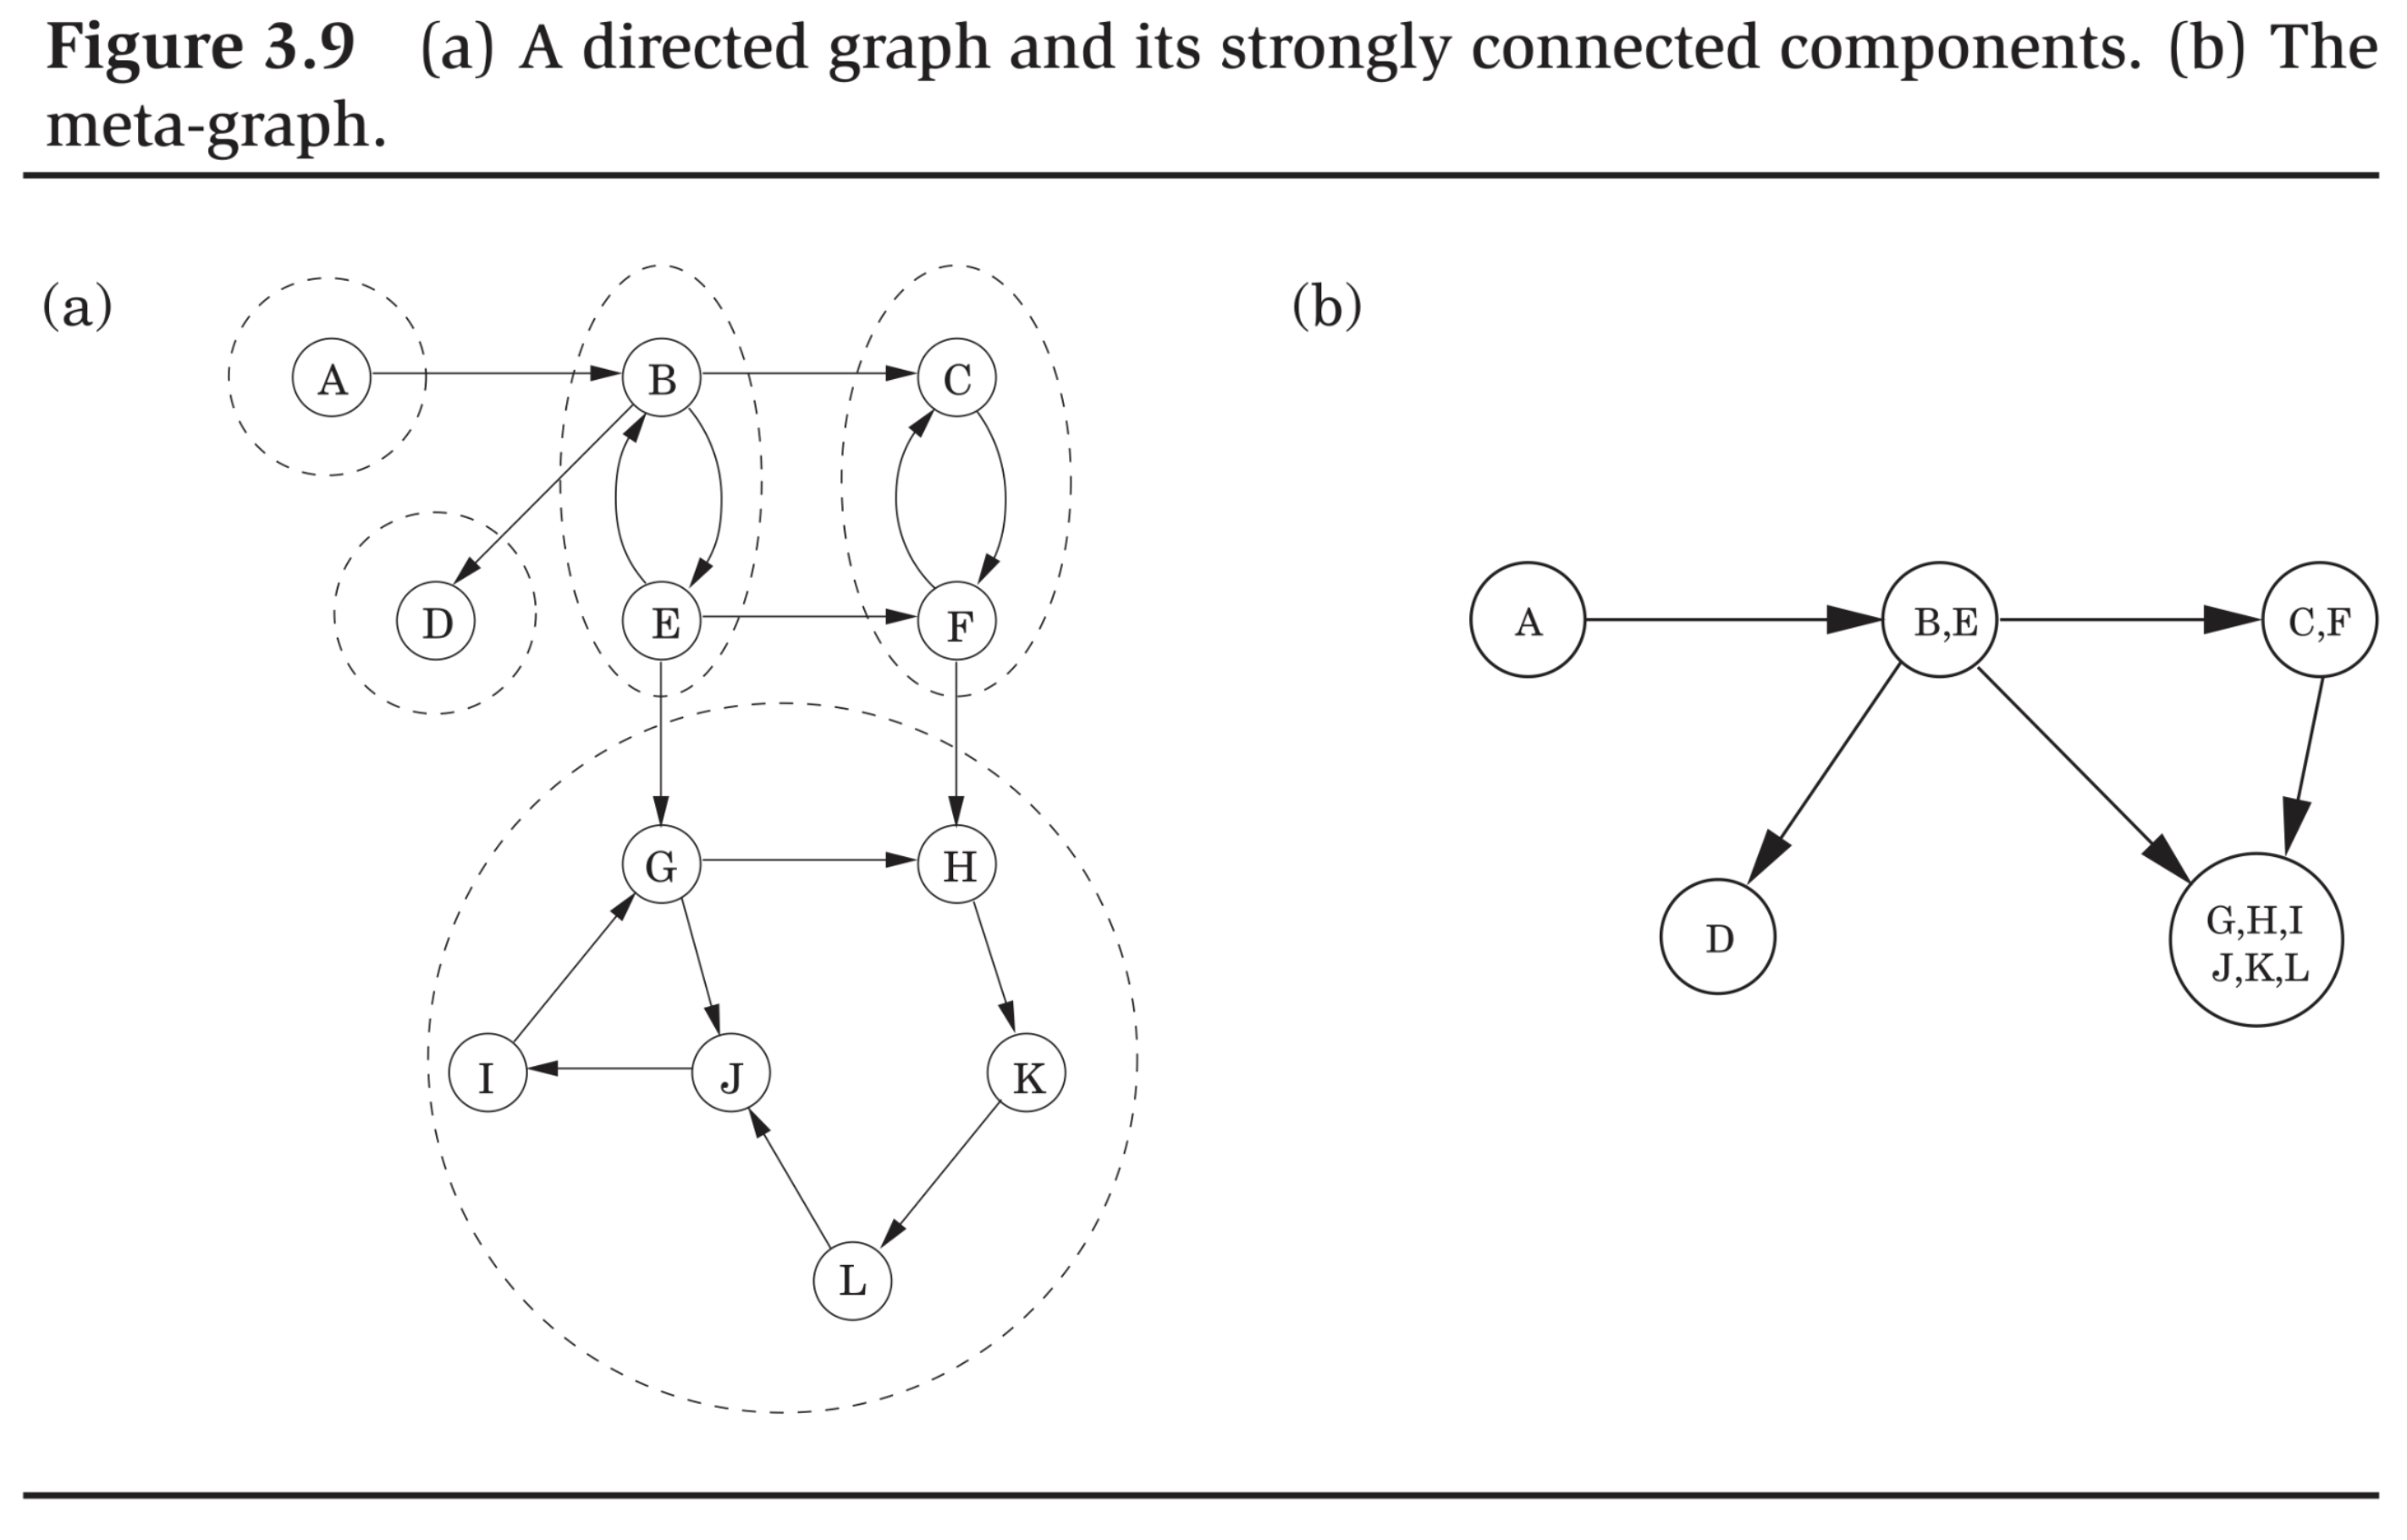 Figure 3.9 (a) A directed graph and its strongly connected components. (b) The
meta-graph.
(a)
A
B
C
D
E
F
G
H
I
J
K
L
(b)
A
B,E
C,F
D
G,H,I
J,K,L